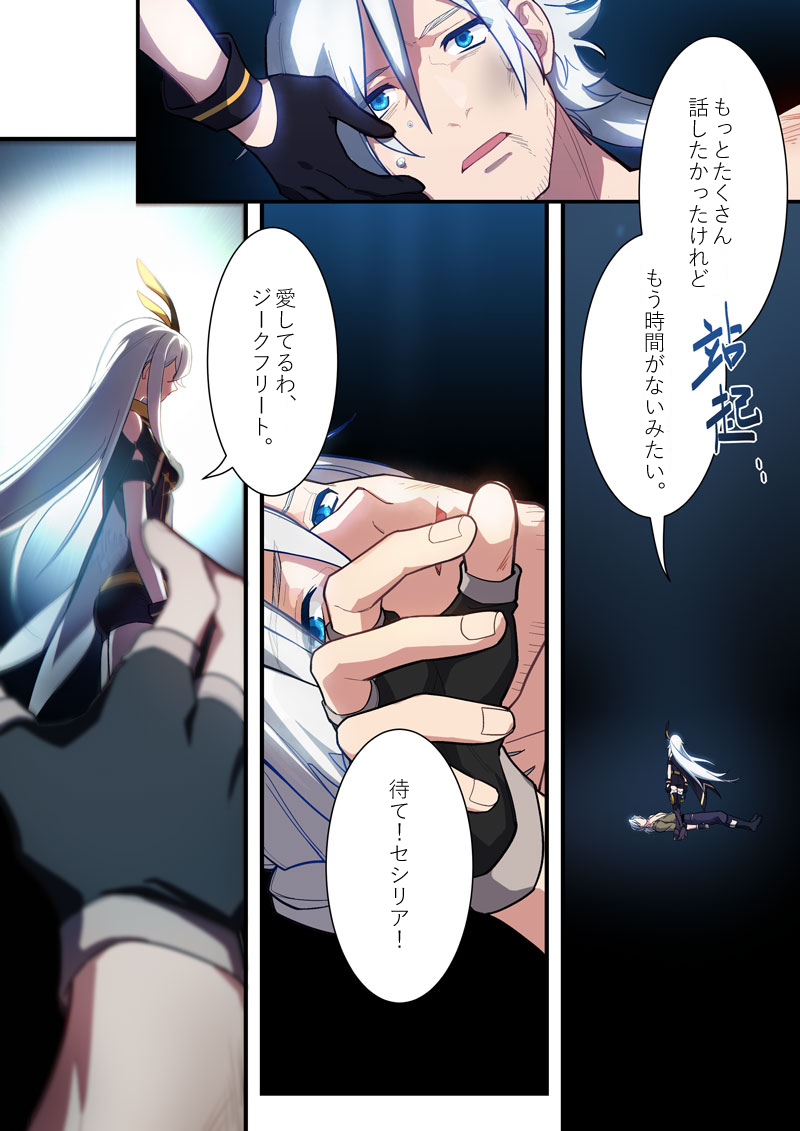 もっとたくさん
話したかったけれど
もう時間がないみたい。
站起…
愛してるわ、
ジークフリート。
待て！セシリア！